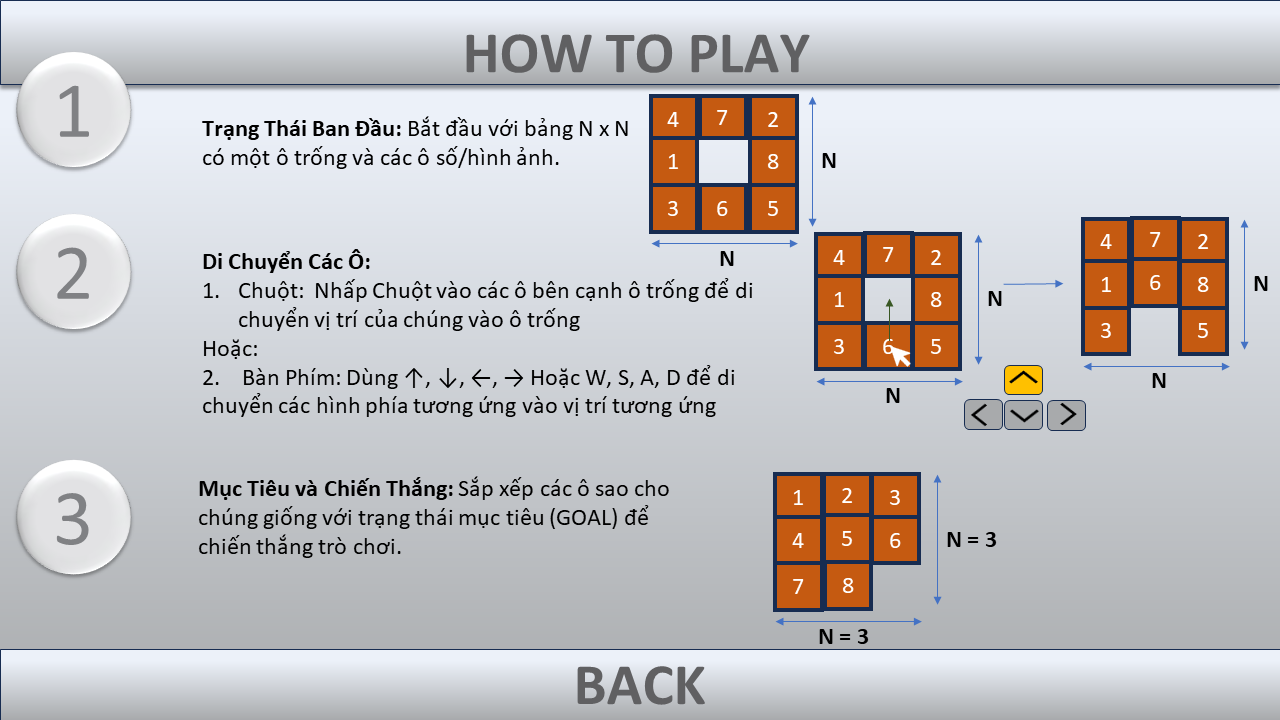 HOW TO PLAY
1
Trạng Thái Ban Đầu: Bắt đầu với bảng N x N
có một ô trống và các ô số/hình ảnh.
4 7 2
1 8
3 6 5
N
N
2
Di Chuyển Các Ô:
1. Chuột: Nhấp Chuột vào các ô bên cạnh ô trống để di
chuyển vị trí của chúng vào ô trống
Hoặc:
2. Bàn Phím: Dùng ↑, ↓, ←, → Hoặc W, S, A, D để di
chuyển các hình phía tương ứng vào vị trí tương ứng
4 7 2
1 8
3 6 5
N
N
4 7 2
1 6 8
3 5
N
N
3
Mục Tiêu và Chiến Thắng: Sắp xếp các ô sao cho
chúng giống với trạng thái mục tiêu (GOAL) để
chiến thắng trò chơi.
1 2 3
4 5 6
7 8
N = 3
N = 3
BACK